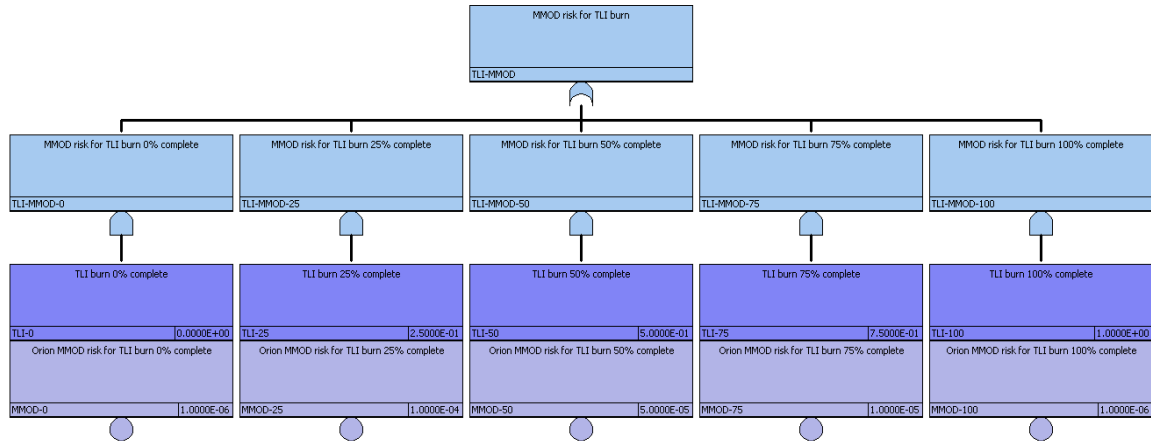 MMOD risk for TLI burn
TLI-MMOD
MMOD risk for TLI burn 0% complete
TLI-MMOD-0
MMOD risk for TLI burn 25% complete
TLI-MMOD-25
MMOD risk for TLI burn 50% complete
TLI-MMOD-50
MMOD risk for TLI burn 75% complete
TLI-MMOD-75
MMOD risk for TLI burn 100% complete
TLI-MMOD-100
TLI burn 0% complete
TLI-0 0.0000E+00
Orion MMOD risk for TLI burn 0% complete
MMOD-0 1.0000E-06
TLI burn 25% complete
TLI-25 2.5000E-01
Orion MMOD risk for TLI burn 25% complete
MMOD-25 1.0000E-04
TLI burn 50% complete
TLI-50 5.0000E-01
Orion MMOD risk for TLI burn 50% complete
MMOD-50 5.0000E-05
TLI burn 75% complete
TLI-75 7.5000E-01
Orion MMOD risk for TLI burn 75% complete
MMOD-75 1.0000E-05
TLI burn 100% complete
TLI-100 1.0000E+00
Orion MMOD risk for TLI burn 100% complete
MMOD-100 1.0000E-06